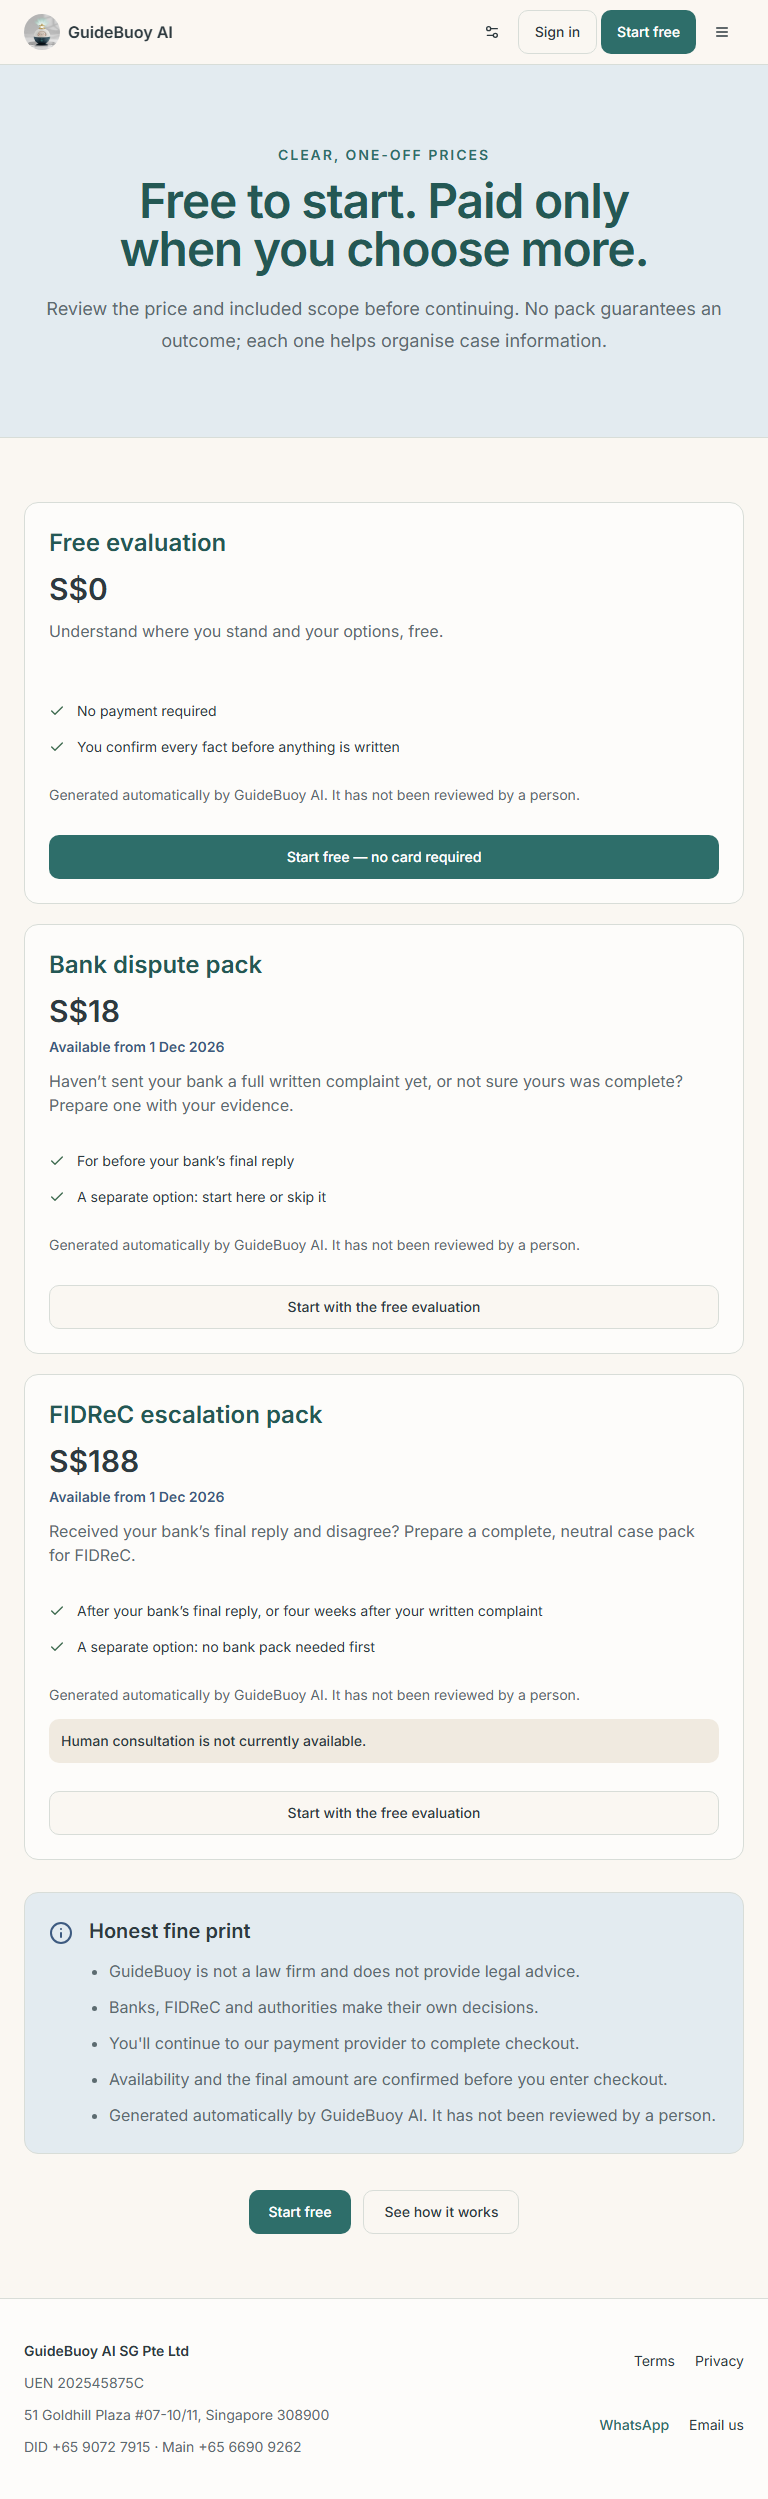 GuideBuoy AI
Sign in
Start free
CLEAR, ONE-OFF PRICES
Free to start. Paid only
when you choose more.
Review the price and included scope before continuing. No pack guarantees an
outcome; each one helps organise case information.
Free evaluation
S$0
Understand where you stand and your options, free.
No payment required
You confirm every fact before anything is written
Generated automatically by GuideBuoy AI. It has not been reviewed by a person.
Start free — no card required
Bank dispute pack
S$18
Available from 1 Dec 2026
Haven’t sent your bank a full written complaint yet, or not sure yours was complete?
Prepare one with your evidence.
For before your bank’s final reply
A separate option: start here or skip it
Generated automatically by GuideBuoy AI. It has not been reviewed by a person.
Start with the free evaluation
FIDReC escalation pack
S$188
Available from 1 Dec 2026
Received your bank’s final reply and disagree? Prepare a complete, neutral case pack
for FIDReC.
After your bank’s final reply, or four weeks after your written complaint
A separate option: no bank pack needed first
Generated automatically by GuideBuoy AI. It has not been reviewed by a person.
Human consultation is not currently available.
Start with the free evaluation
Honest fine print
• GuideBuoy is not a law firm and does not provide legal advice.
• Banks, FIDReC and authorities make their own decisions.
• You'll continue to our payment provider to complete checkout.
• Availability and the final amount are confirmed before you enter checkout.
• Generated automatically by GuideBuoy AI. It has not been reviewed by a person.
Start free
See how it works
GuideBuoy AI SG Pte Ltd
UEN 202545875C
51 Goldhill Plaza #07-10/11, Singapore 308900
DID +65 9072 7915 · Main +65 6690 9262
Terms
Privacy
WhatsApp
Email us